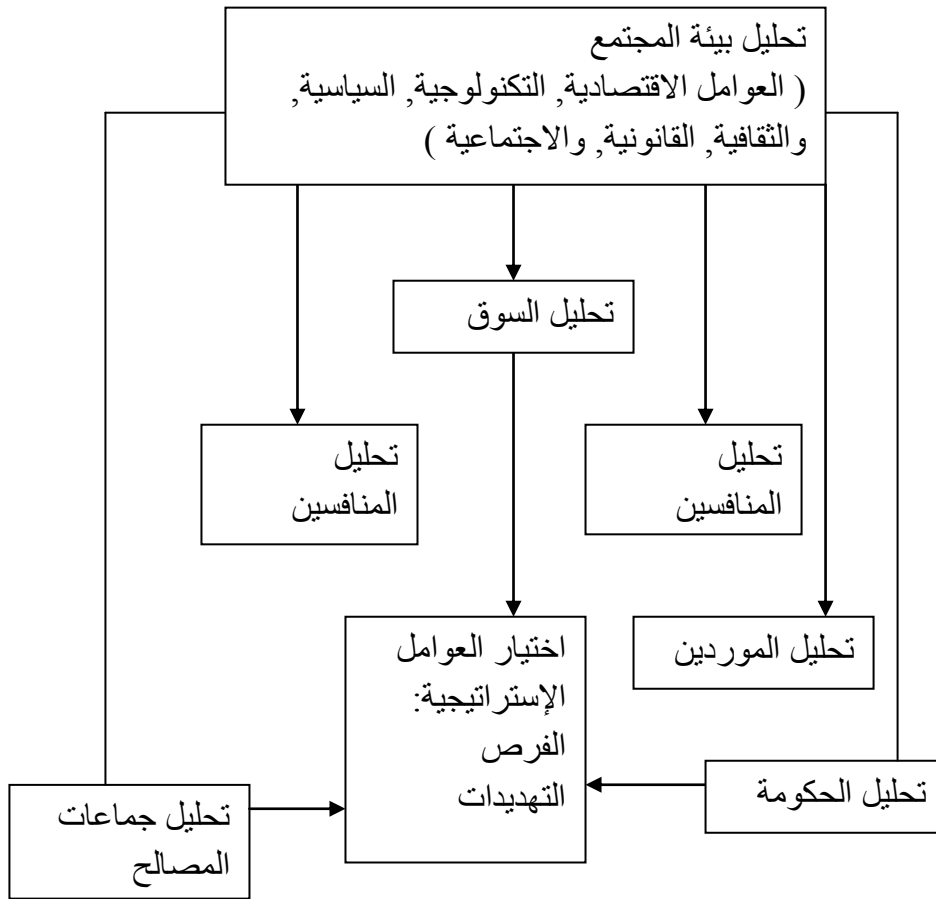 تحليل بيئة المجتمع
( العوامل الاقتصادية, التكنولوجية, السياسية,
والثقافية, القانونية, والاجتماعية )
تحليل السوق
تحليل
المنافسين
تحليل
المنافسين
اختيار العوامل
الإستراتيجية:
الفرص
التهديدات
تحليل الموردين
تحليل الحكومة
تحليل جماعات
المصالح